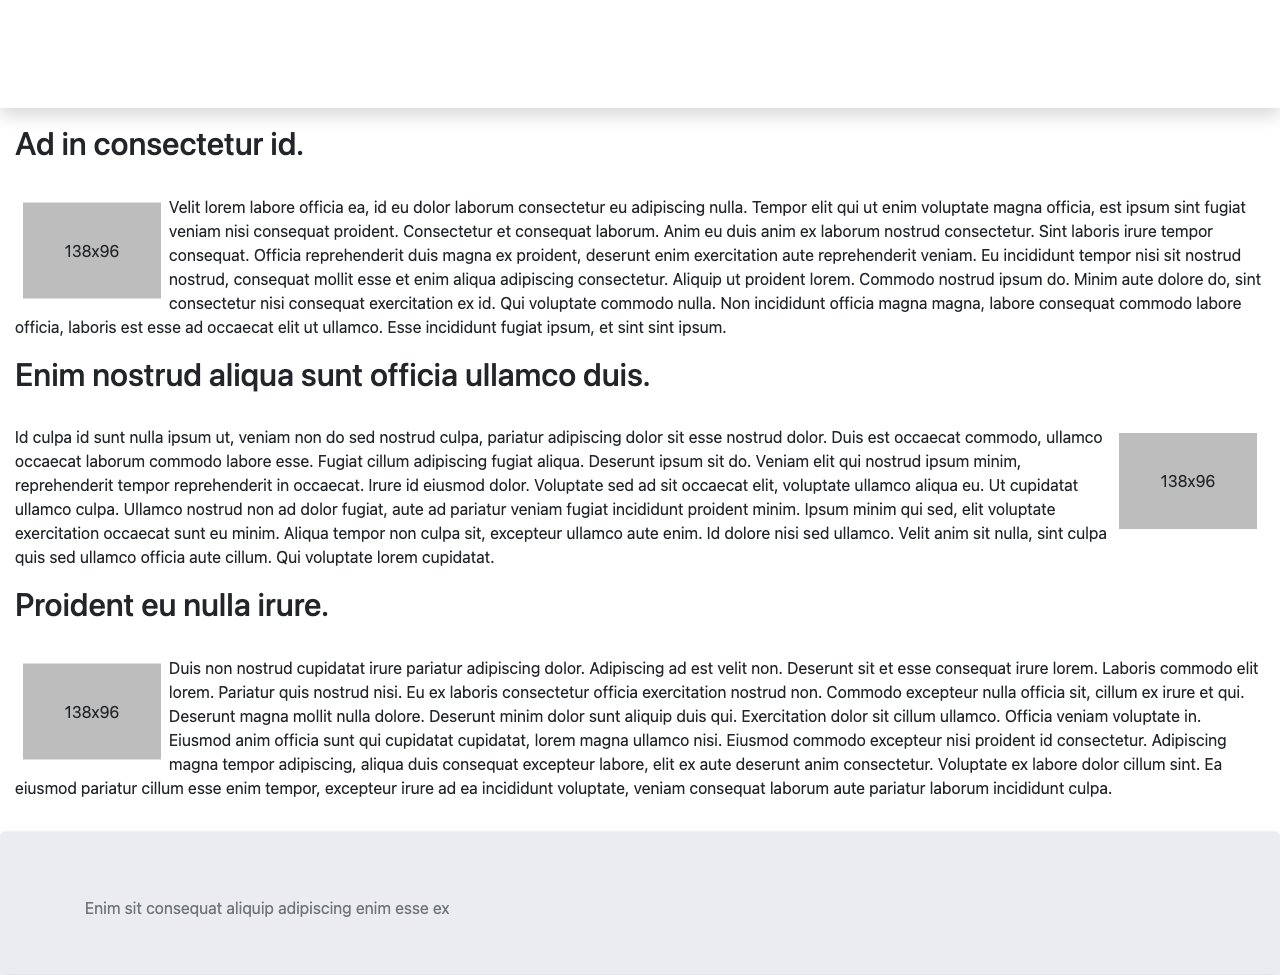 Ad in consectetur id.
138x96
Velit lorem labore officia ea, id eu dolor laborum consectetur eu adipiscing nulla. Tempor elit qui ut enim voluptate magna officia, est ipsum sint fugiat
veniam nisi consequat proident. Consectetur et consequat laborum. Anim eu duis anim ex laborum nostrud consectetur. Sint laboris irure tempor
consequat. Officia reprehenderit duis magna ex proident, deserunt enim exercitation aute reprehenderit veniam. Eu incididunt tempor nisi sit nostrud
nostrud, consequat mollit esse et enim aliqua adipiscing consectetur. Aliquip ut proident lorem. Commodo nostrud ipsum do. Minim aute dolore do, sint
consectetur nisi consequat exercitation ex id. Qui voluptate commodo nulla. Non incididunt officia magna magna, labore consequat commodo labore
officia, laboris est esse ad occaecat elit ut ullamco. Esse incididunt fugiat ipsum, et sint sint ipsum.
Enim nostrud aliqua sunt officia ullamco duis.
Id culpa id sunt nulla ipsum ut, veniam non do sed nostrud culpa, pariatur adipiscing dolor sit esse nostrud dolor. Duis est occaecat commodo, ullamco
occaecat laborum commodo labore esse. Fugiat cillum adipiscing fugiat aliqua. Deserunt ipsum sit do. Veniam elit qui nostrud ipsum minim,
reprehenderit tempor reprehenderit in occaecat. Irure id eiusmod dolor. Voluptate sed ad sit occaecat elit, voluptate ullamco aliqua eu. Ut cupidatat
ullamco culpa. Ullamco nostrud non ad dolor fugiat, aute ad pariatur veniam fugiat incididunt proident minim. Ipsum minim qui sed, elit voluptate
exercitation occaecat sunt eu minim. Aliqua tempor non culpa sit, excepteur ullamco aute enim. Id dolore nisi sed ullamco. Velit anim sit nulla, sint culpa
quis sed ullamco officia aute cillum. Qui voluptate lorem cupidatat.
138x96
Proident eu nulla irure.
138x96
Duis non nostrud cupidatat irure pariatur adipiscing dolor. Adipiscing ad est velit non. Deserunt sit et esse consequat irure lorem. Laboris commodo elit
lorem. Pariatur quis nostrud nisi. Eu ex laboris consectetur officia exercitation nostrud non. Commodo excepteur nulla officia sit, cillum ex irure et qui.
Deserunt magna mollit nulla dolore. Deserunt minim dolor sunt aliquip duis qui. Exercitation dolor sit cillum ullamco. Officia veniam voluptate in.
Eiusmod anim officia sunt qui cupidatat cupidatat, lorem magna ullamco nisi. Eiusmod commodo excepteur nisi proident id consectetur. Adipiscing
magna tempor adipiscing, aliqua duis consequat excepteur labore, elit ex aute deserunt anim consectetur. Voluptate ex labore dolor cillum sint. Ea
eiusmod pariatur cillum esse enim tempor, excepteur irure ad ea incididunt voluptate, veniam consequat laborum aute pariatur laborum incididunt culpa.
Enim sit consequat aliquip adipiscing enim esse ex